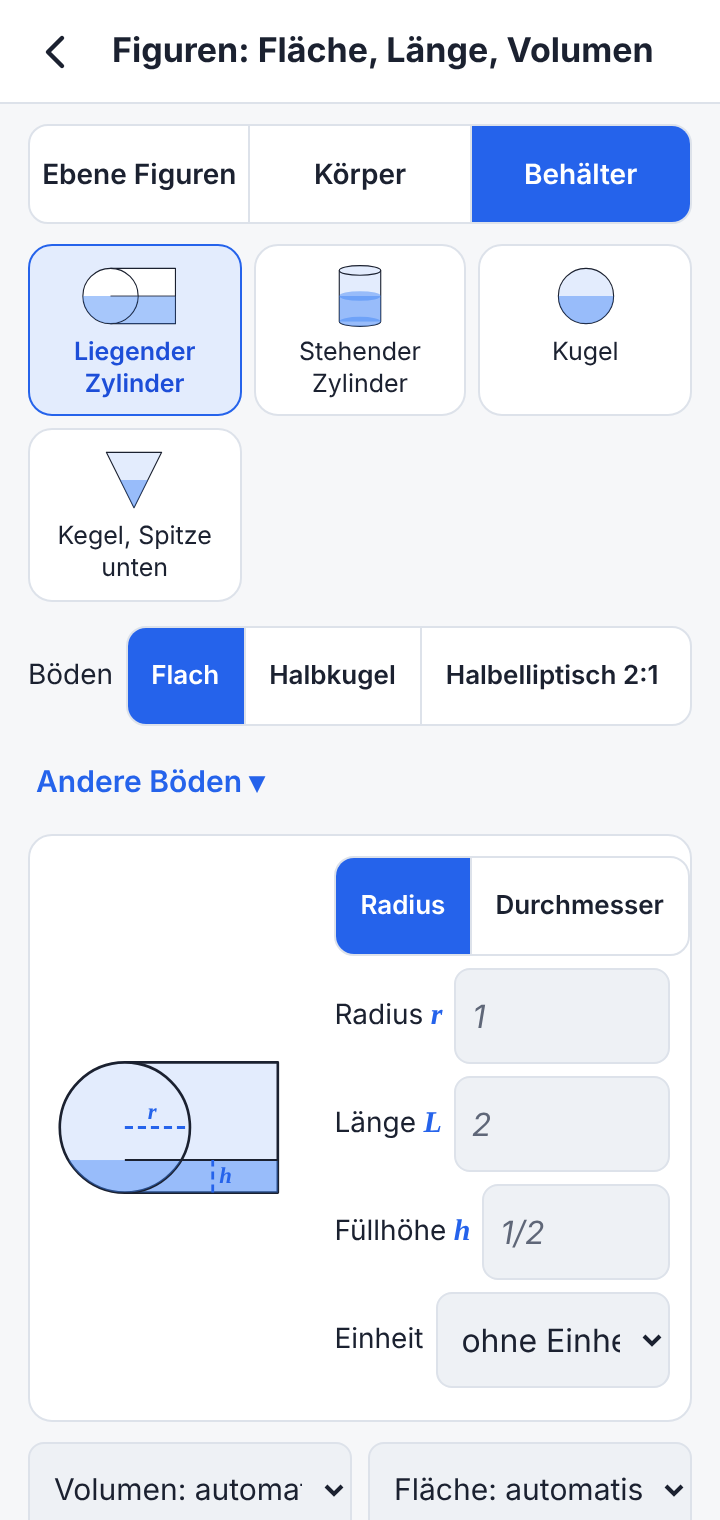 Figuren: Fläche, Länge, Volumen
Ebene Figuren
Körper
Behälter
Liegender
Zylinder
Stehender
Zylinder
Kugel
Kegel, Spitze
unten
Böden
Flach
Halbkugel
Halbelliptisch 2:1
Andere Böden ▾
Radius
Durchmesser
r
h
Radius r
1
Länge L
2
Füllhöhe h
1/2
Einheit
ohne Einhe
Volumen: automat
Fläche: automatis